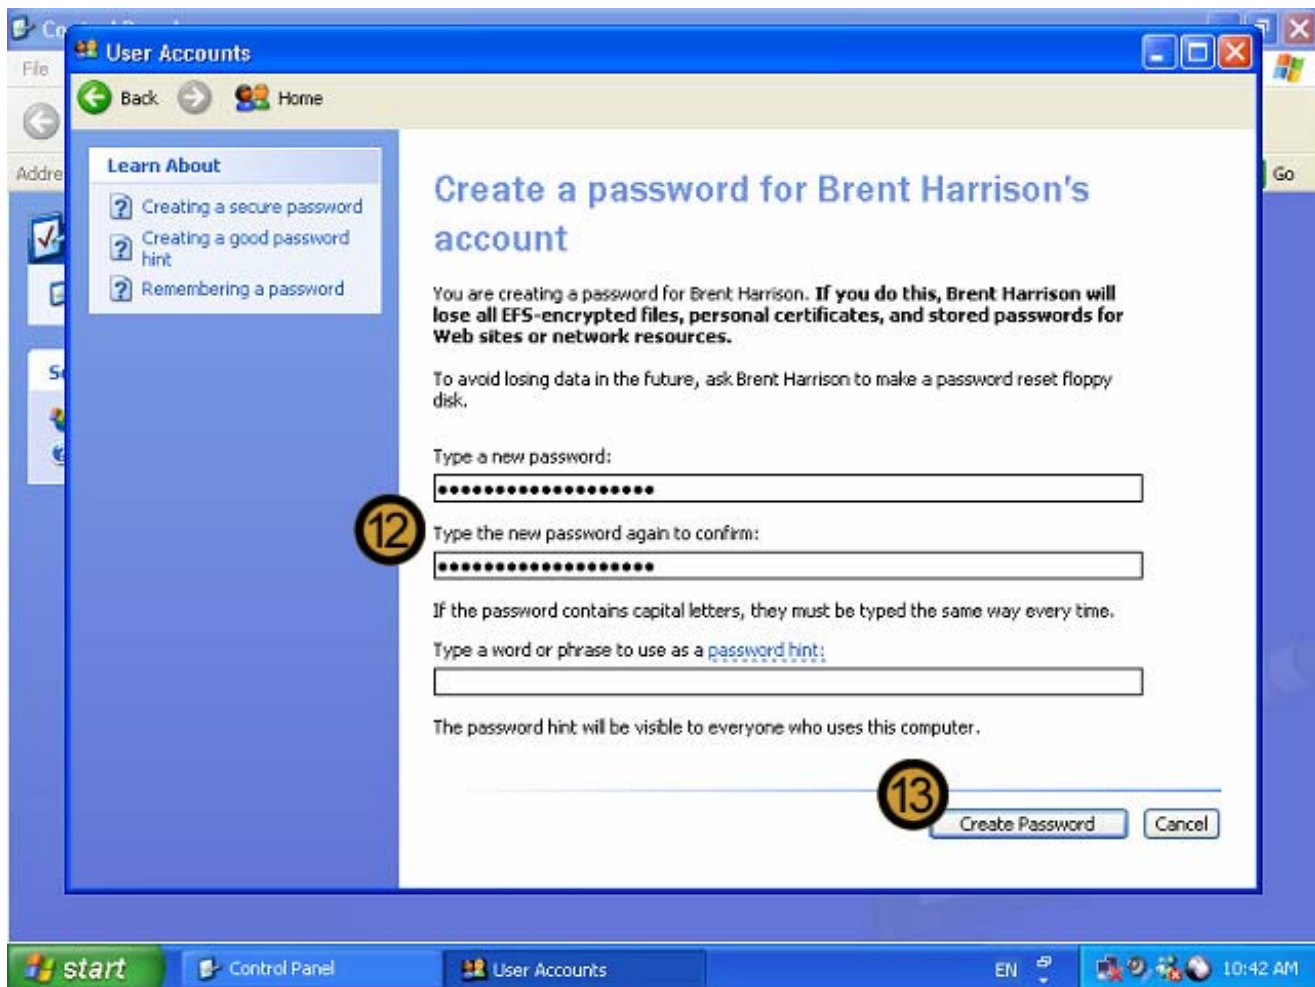 User Accounts
File
Back
Home
Addre
Go
Learn About
Creating a secure password
Creating a good password
hint
Remembering a password
Create a password for Brent Harrison's
account
You are creating a password for Brent Harrison. If you do this, Brent Harrison will
lose all EFS-encrypted files, personal certificates, and stored passwords for
Web sites or network resources.
To avoid losing data in the future, ask Brent Harrison to make a password reset floppy
disk.
Type a new password:
●●●●●●●●●●●●●●●●●●●
12
Type the new password again to confirm:
●●●●●●●●●●●●●●●●●●●
If the password contains capital letters, they must be typed the same way every time.
Type a word or phrase to use as a password hint:
The password hint will be visible to everyone who uses this computer.
13
Create Password
Cancel
start
Control Panel
User Accounts
EN
10:42 AM